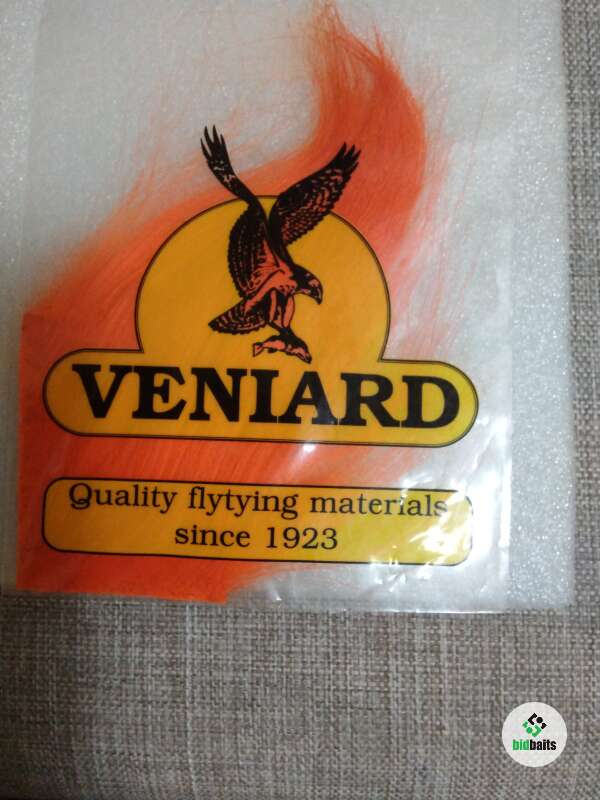 VENIARD
Quality flytying materials
since 1923
bidbaits